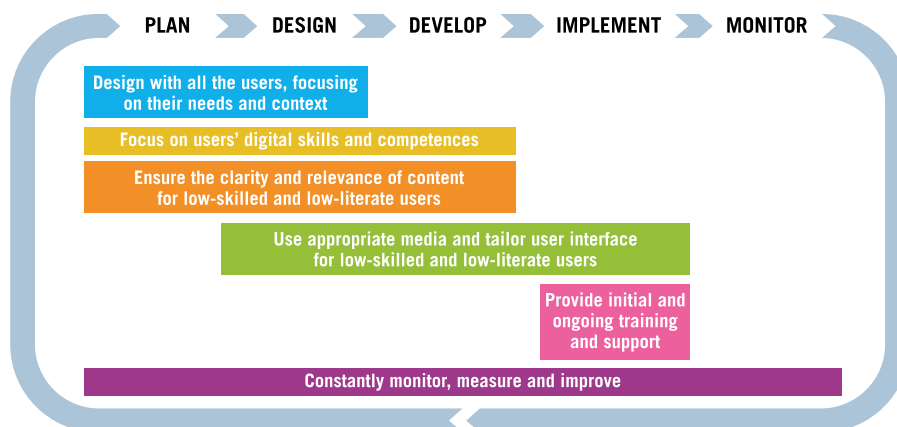 PLAN DESIGN DEVELOP IMPLEMENT MONITOR
Design with all the users, focusing
on their needs and context
Focus on users’ digital skills and competences
Ensure the clarity and relevance of content
for low-skilled and low-literate users
Use appropriate media and tailor user interface
for low-skilled and low-literate users
Provide initial and
ongoing training
and support
Constantly monitor, measure and improve